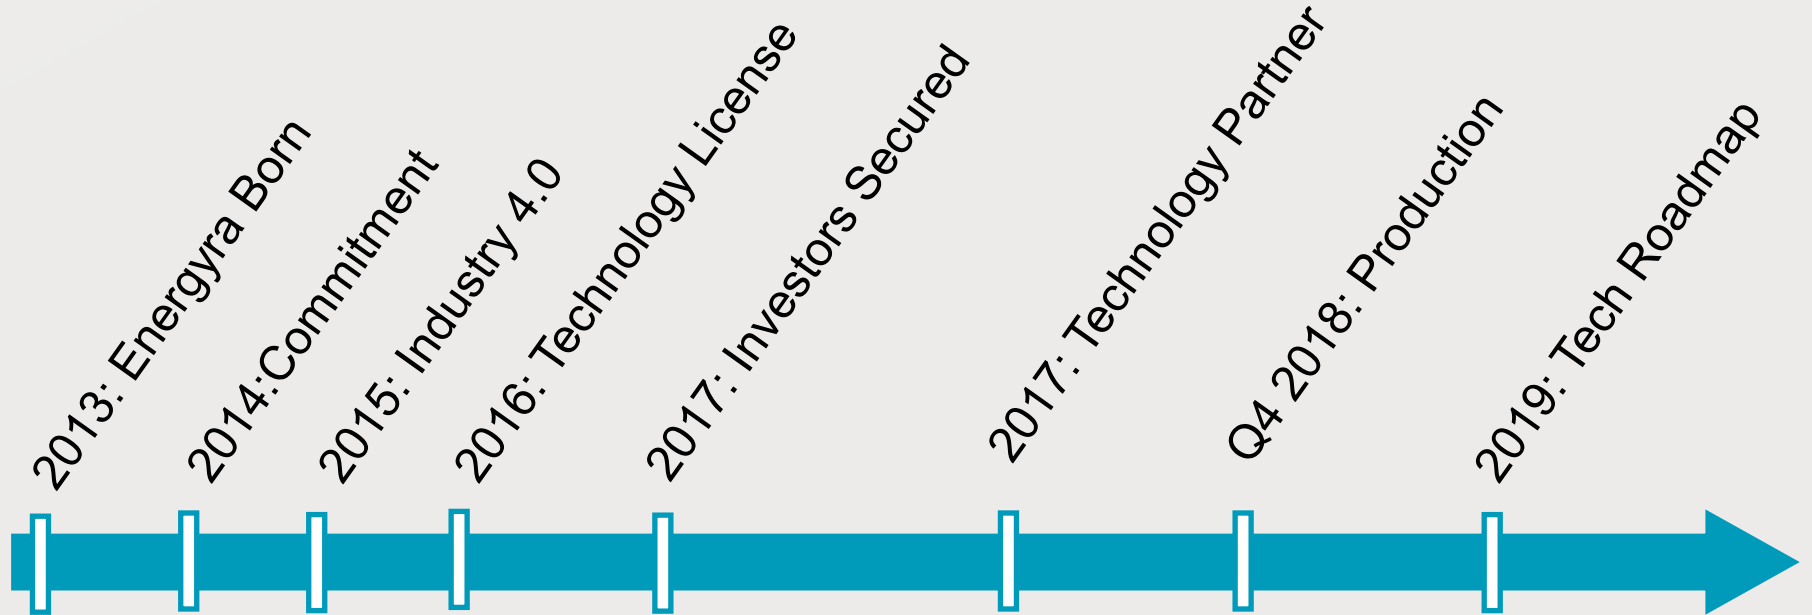 2013: Energyra Born
2014:Commitment
2015: Industry 4.0
2016: Technology License
2017: Investors Secured
2017: Technology Partner
Q4 2018: Production
2019: Tech Roadmap